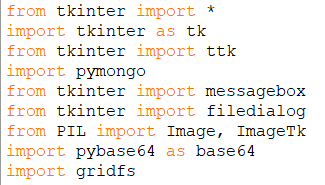 from tkinter import *
import tkinter as tk
from tkinter import ttk
import pymongo
from tkinter import messagebox
from tkinter import filedialog
from PIL import Image, ImageTk
import pybase64 as base64
import gridfs